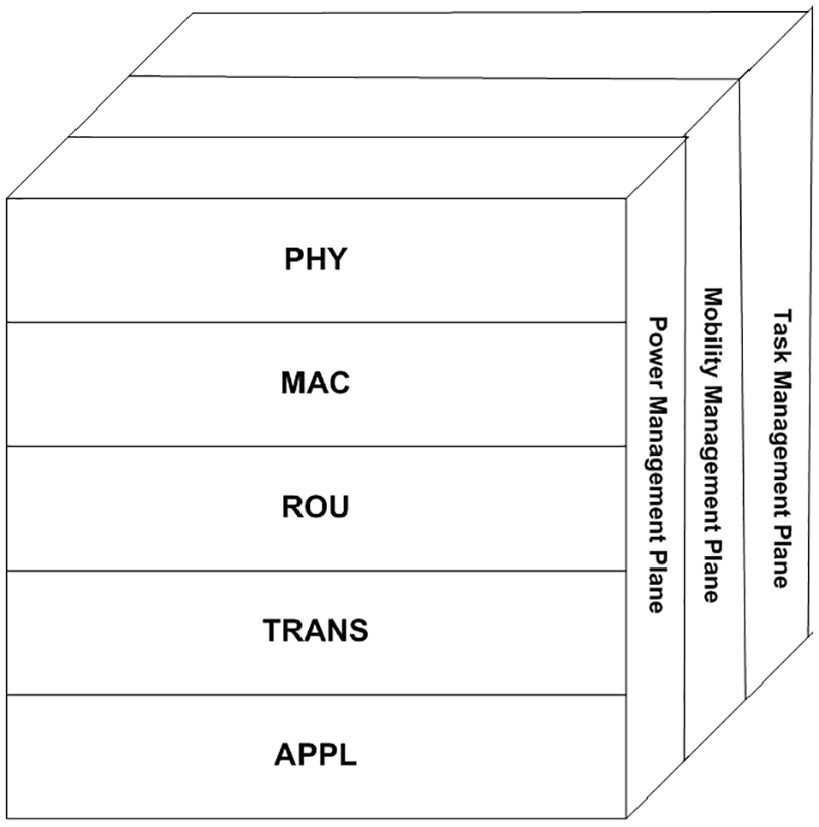 PHY
MAC
ROU
TRANS
APPL
Power Management Plane
Mobility Management Plane
Task Management Plane